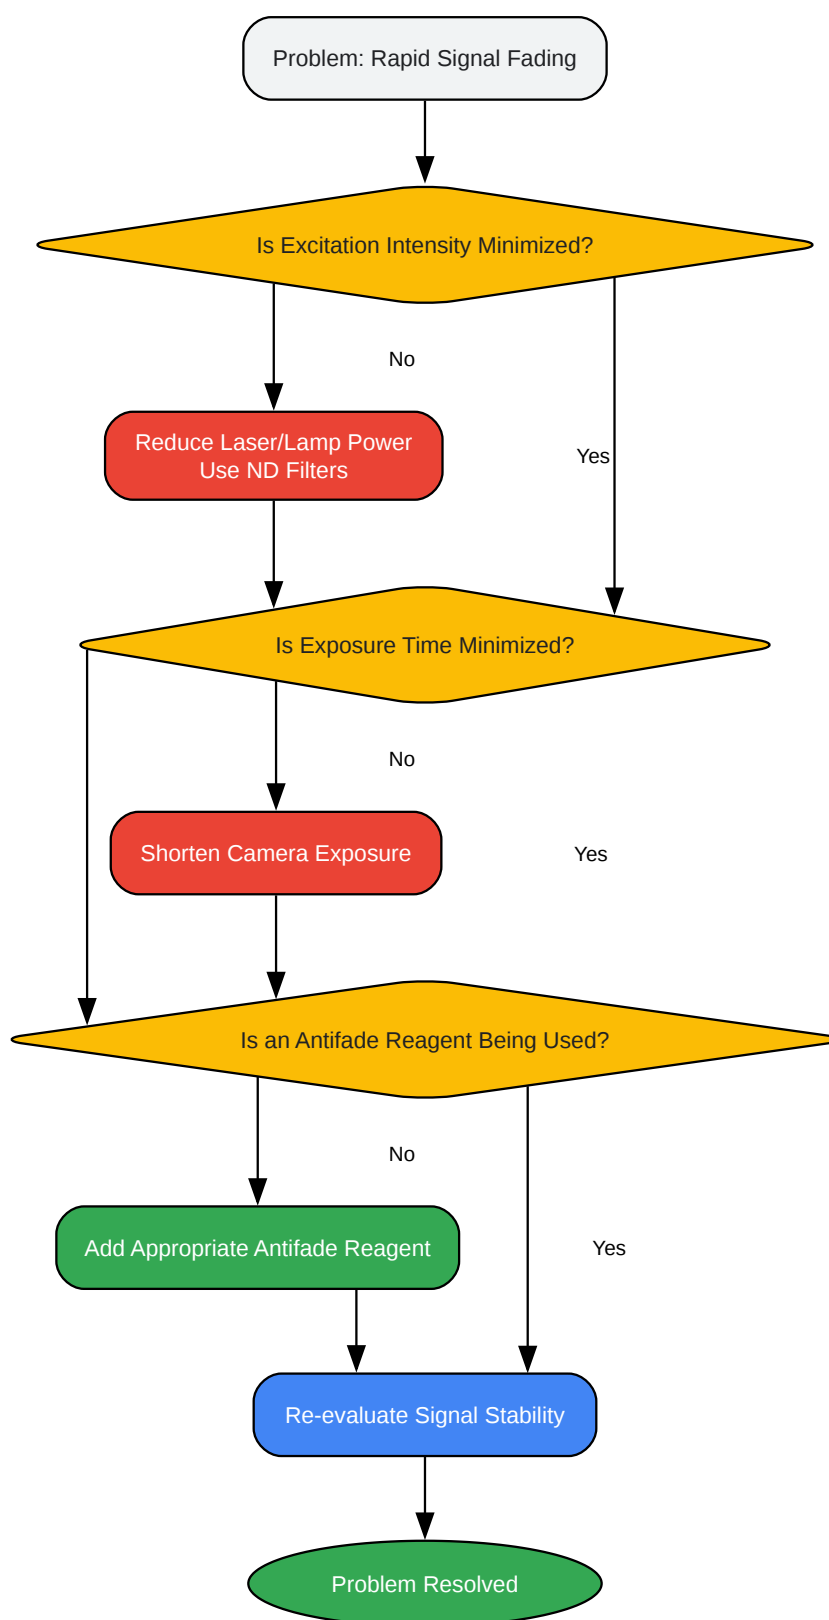 Problem: Rapid Signal Fading
Is Excitation Intensity Minimized?
No
Reduce Laser/Lamp Power
Use ND Filters
Yes
Is Exposure Time Minimized?
No
Shorten Camera Exposure
Yes
Is an Antifade Reagent Being Used?
No
Add Appropriate Antifade Reagent
Yes
Re-evaluate Signal Stability
Problem Resolved